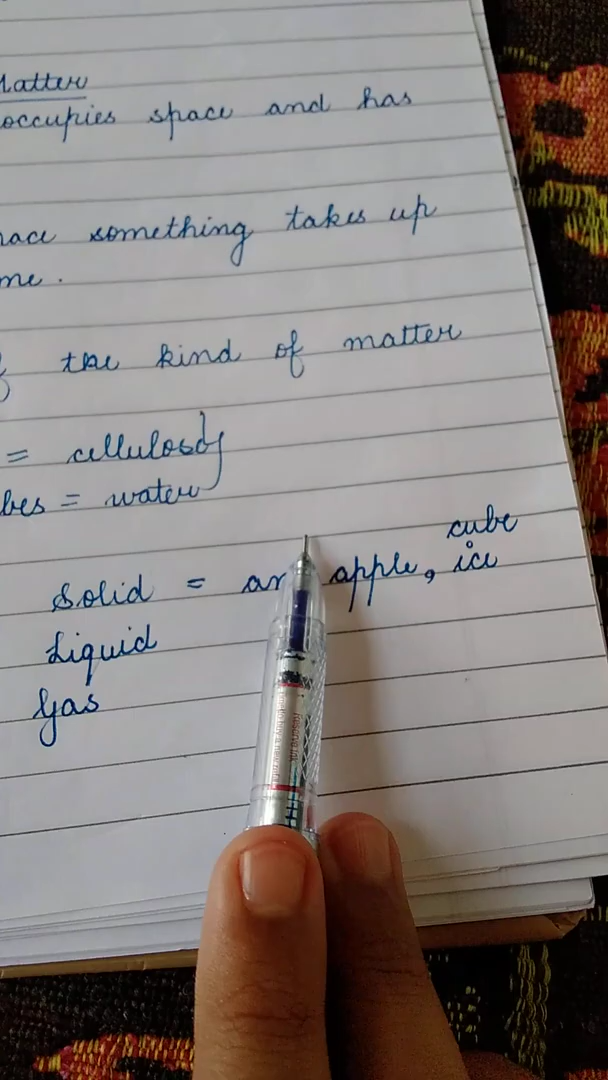 Matter
occupies space and has
something takes up
me.
the kind of matter
= cellulose
bes = water
cube
Solid = an apple, ice
Liquid
Gas